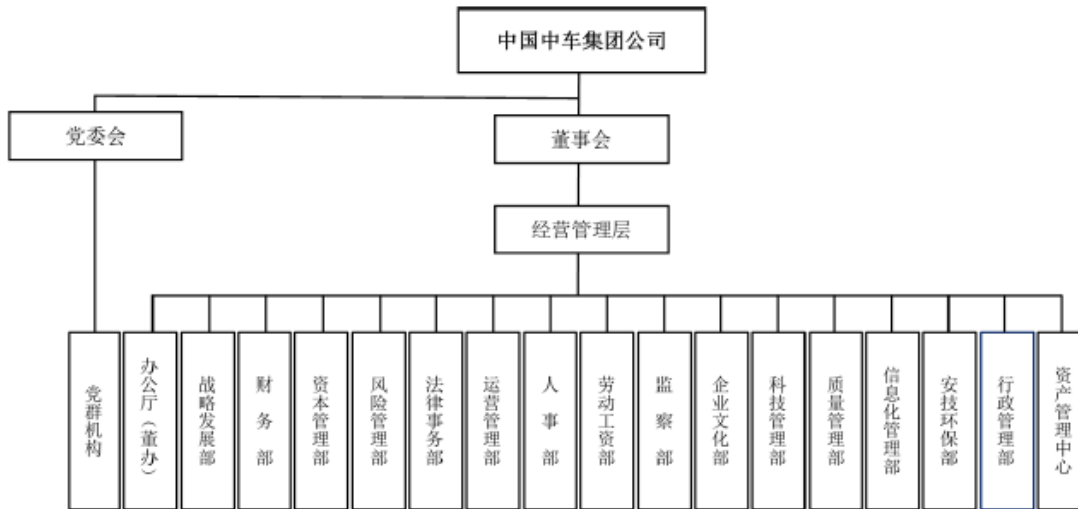 中国中车集团公司
党委会
董事会
经营管理层
党群机构
办公厅（董办）
战略发展部
财务部
资本管理部
风险管理部
法律事务部
运营管理部
人事部
劳动工资部
监察部
企业文化部
科技管理部
质量管理部
信息化管理部
安技环保部
行政管理部
资产管理中心